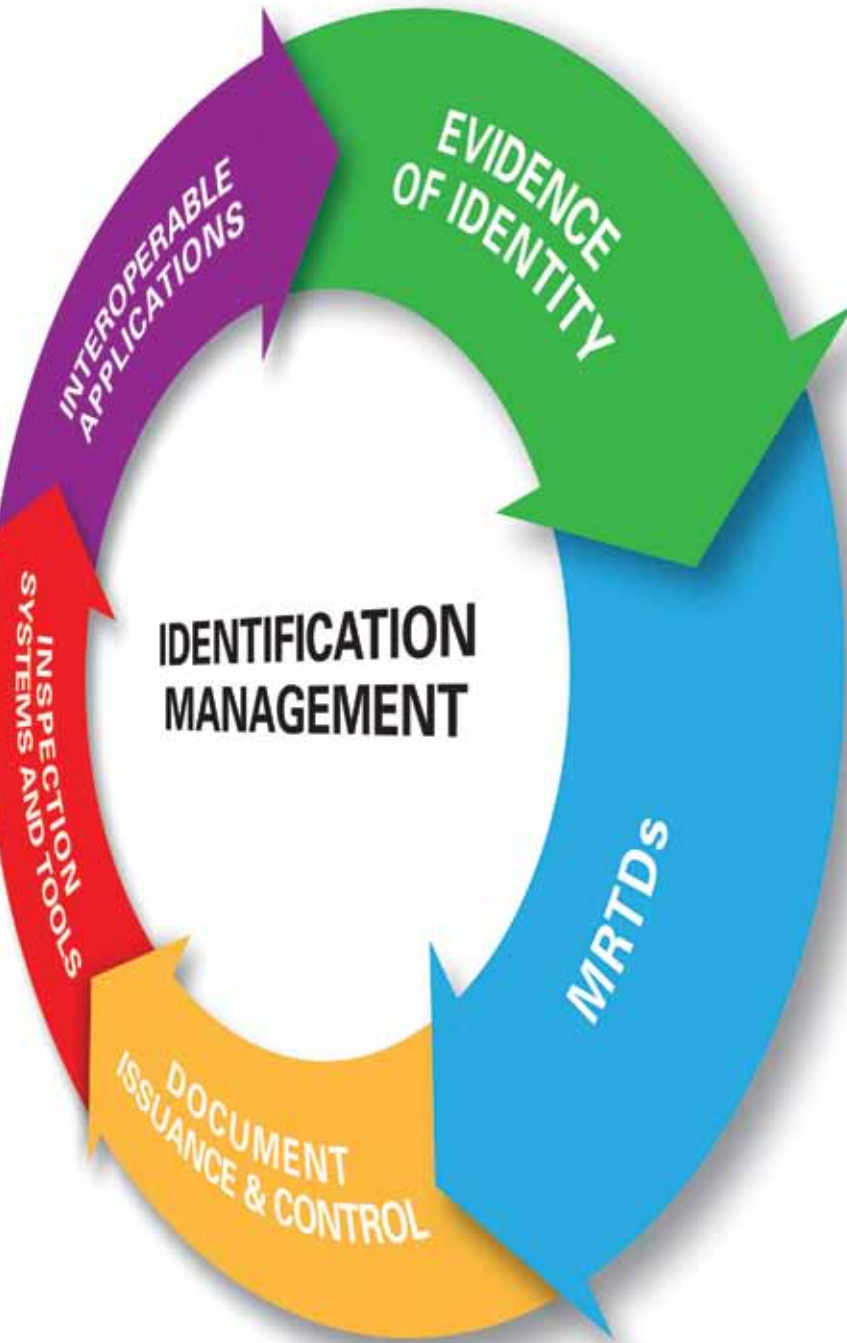 EVIDENCE
OF IDENTITY
MRTDs
DOCUMENT
ISSUANCE & CONTROL
INSPECTION
SYSTEMS AND TOOLS
INTEROPERABLE
APPLICATIONS
IDENTIFICATION
MANAGEMENT